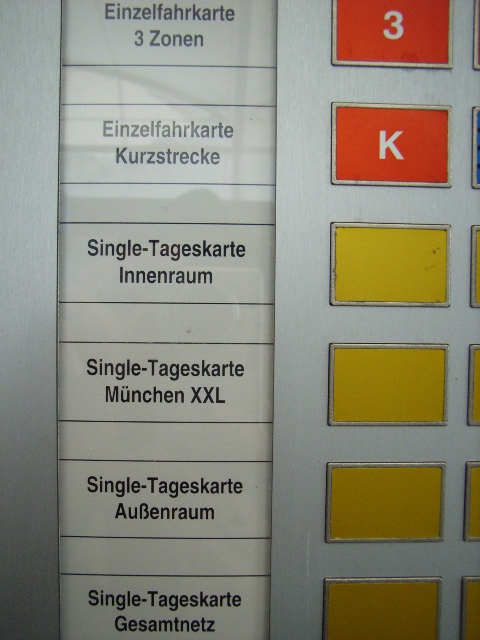 Einzelfahrkarte
3 Zonen
3
Einzelfahrkarte
Kurzstrecke
K
Single-Tageskarte
Innenraum
Single-Tageskarte
München XXL
Single-Tageskarte
Außenraum
Single-Tageskarte
Gesamtnetz